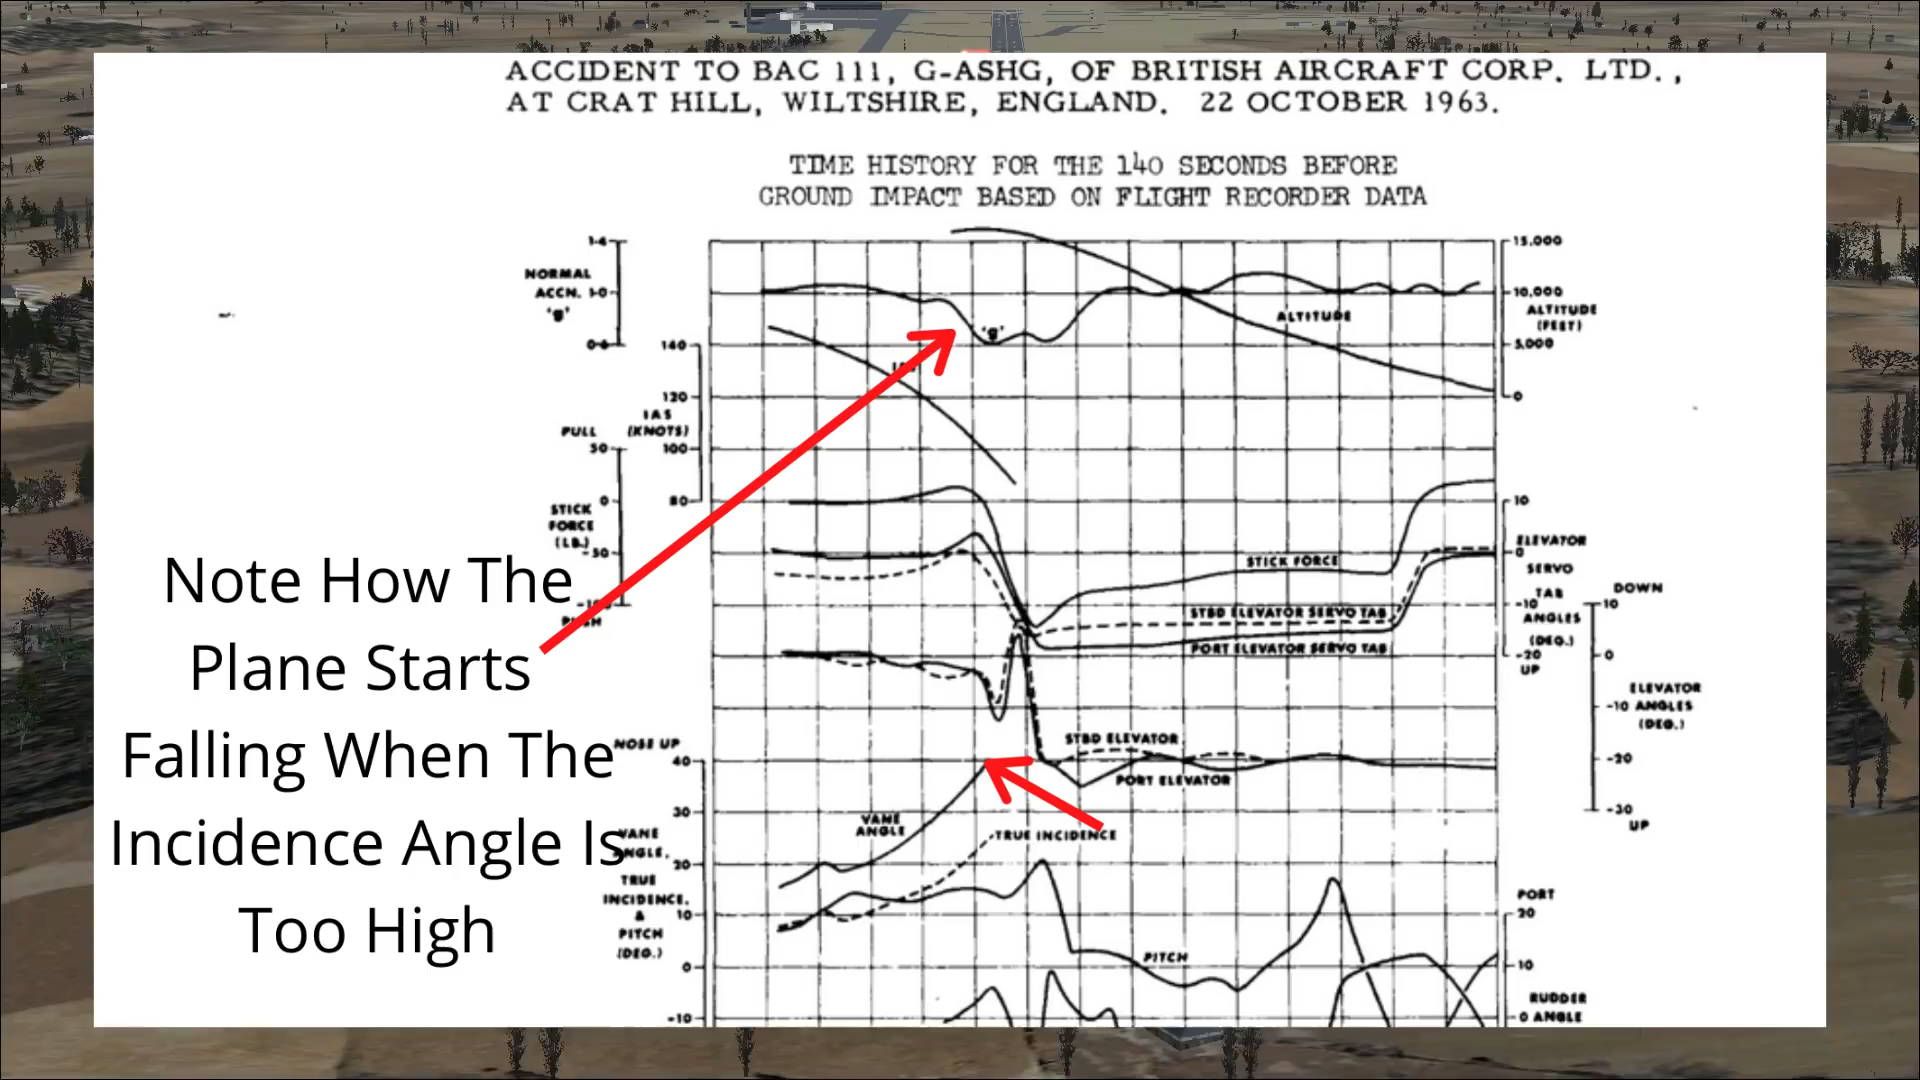 ACCIDENT TO BAC 111, G-ASHG, OF BRITISH AIRCRAFT CORP. LTD.,
AT CRAT HILL, WILTSHIRE, ENGLAND. 22 OCTOBER 1963.
TIME HISTORY FOR THE 140 SECONDS BEFORE
GROUND IMPACT BASED ON FLIGHT RECORDER DATA
1·4
NORMAL
ACCN. 1·0
'g'
0·6
140
120
IAS
(KNOTS)
100
80
PULL
50
0
STICK
FORCE
(LB.)
-50
PUSH
'g'
15,000
10,000
ALTITUDE
(FEET)
5,000
0
ALTITUDE
10
ELEVATOR
0
SERVO
TAB
-10
ANGLES
(DEG.)
-20
UP
STICK FORCE
STBD ELEVATOR SERVO TAB
PORT ELEVATOR SERVO TAB
DOWN
10
0
ELEVATOR
-10 ANGLES
(DEG.)
-20
-30
UP
STBD ELEVATOR
PORT ELEVATOR
Note How The
Plane Starts
Falling When The
Incidence Angle Is
Too High
NOSE UP
40
30
VANE
ANGLE,
20
TRUE
INCIDENCE,
&
10
PITCH
(DEG.)
0
-10
VANE
ANGLE
TRUE INCIDENCE
PITCH
PORT
20
10
RUDDER
0 ANGLE